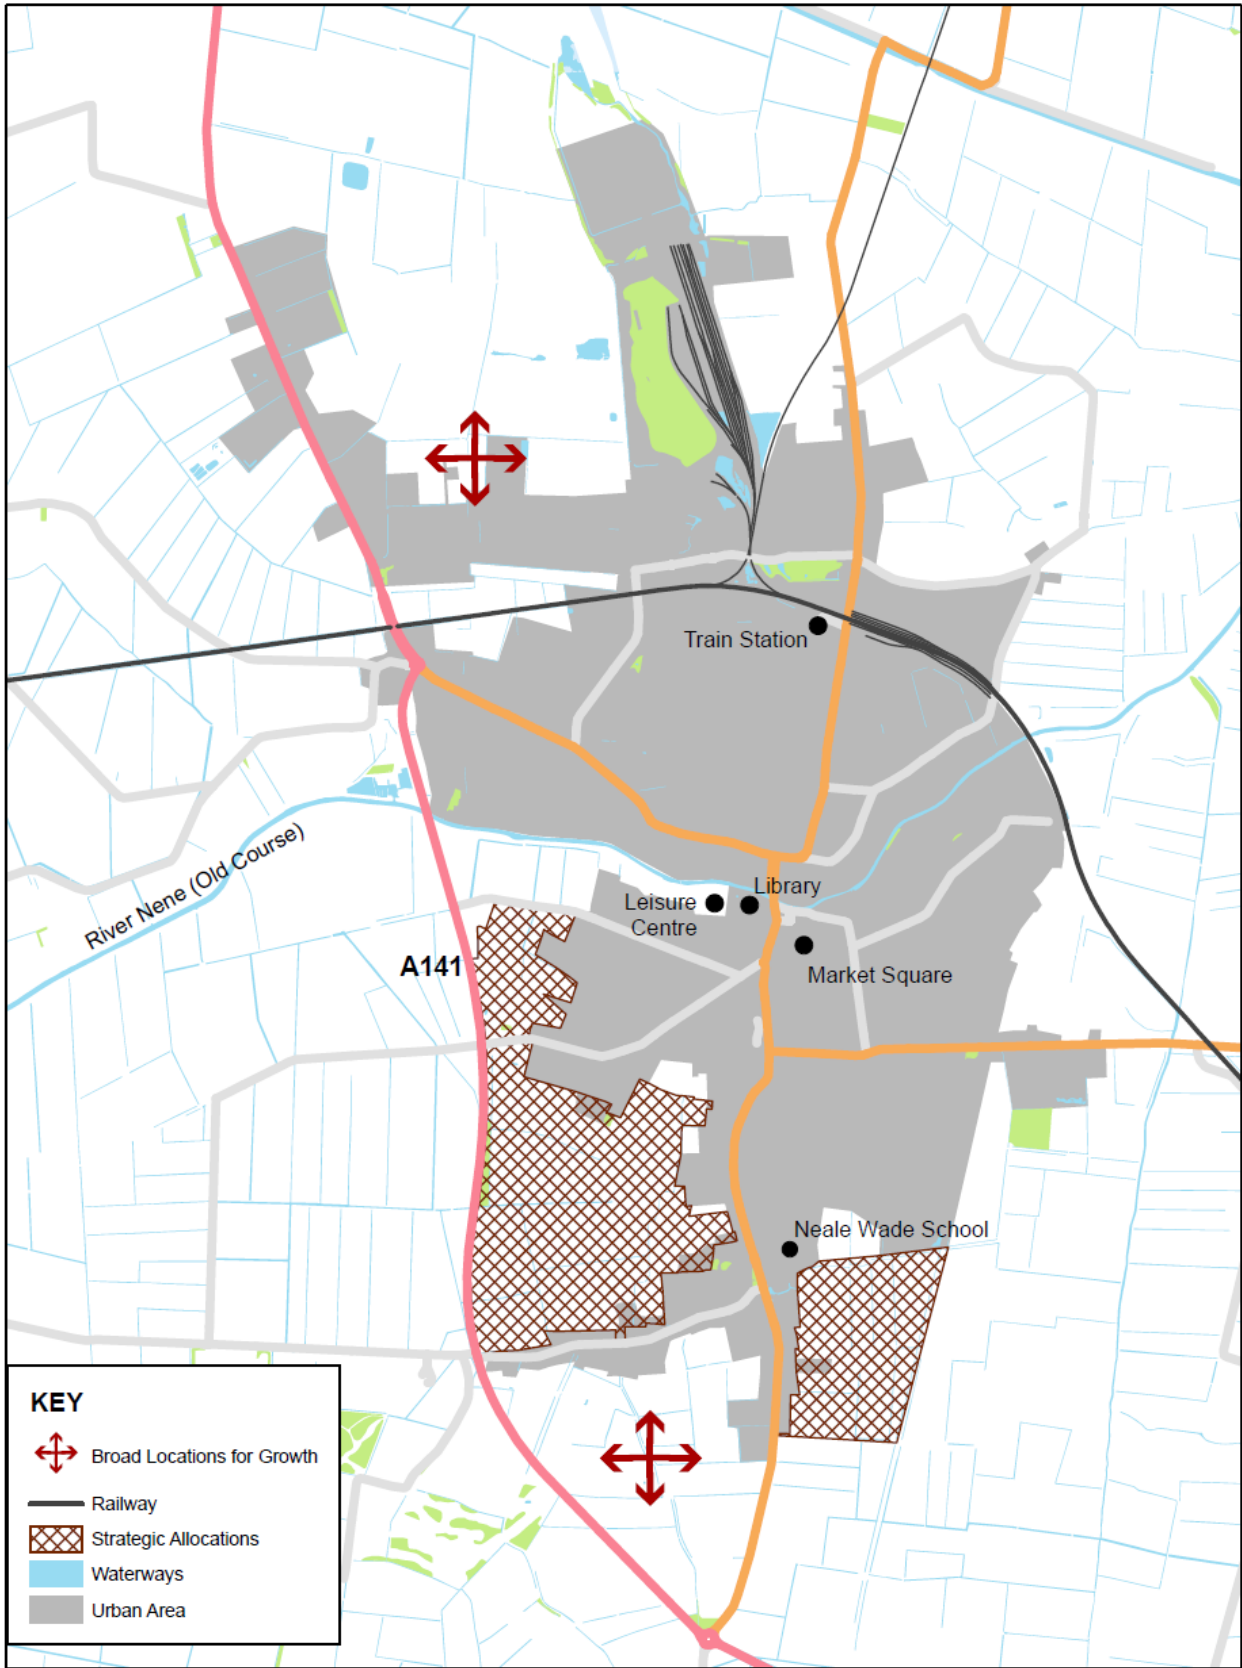 Train Station
River Nene (Old Course)
Library
Leisure
Centre
A141
Market Square
Neale Wade School
KEY
Broad Locations for Growth
Railway
Strategic Allocations
Waterways
Urban Area